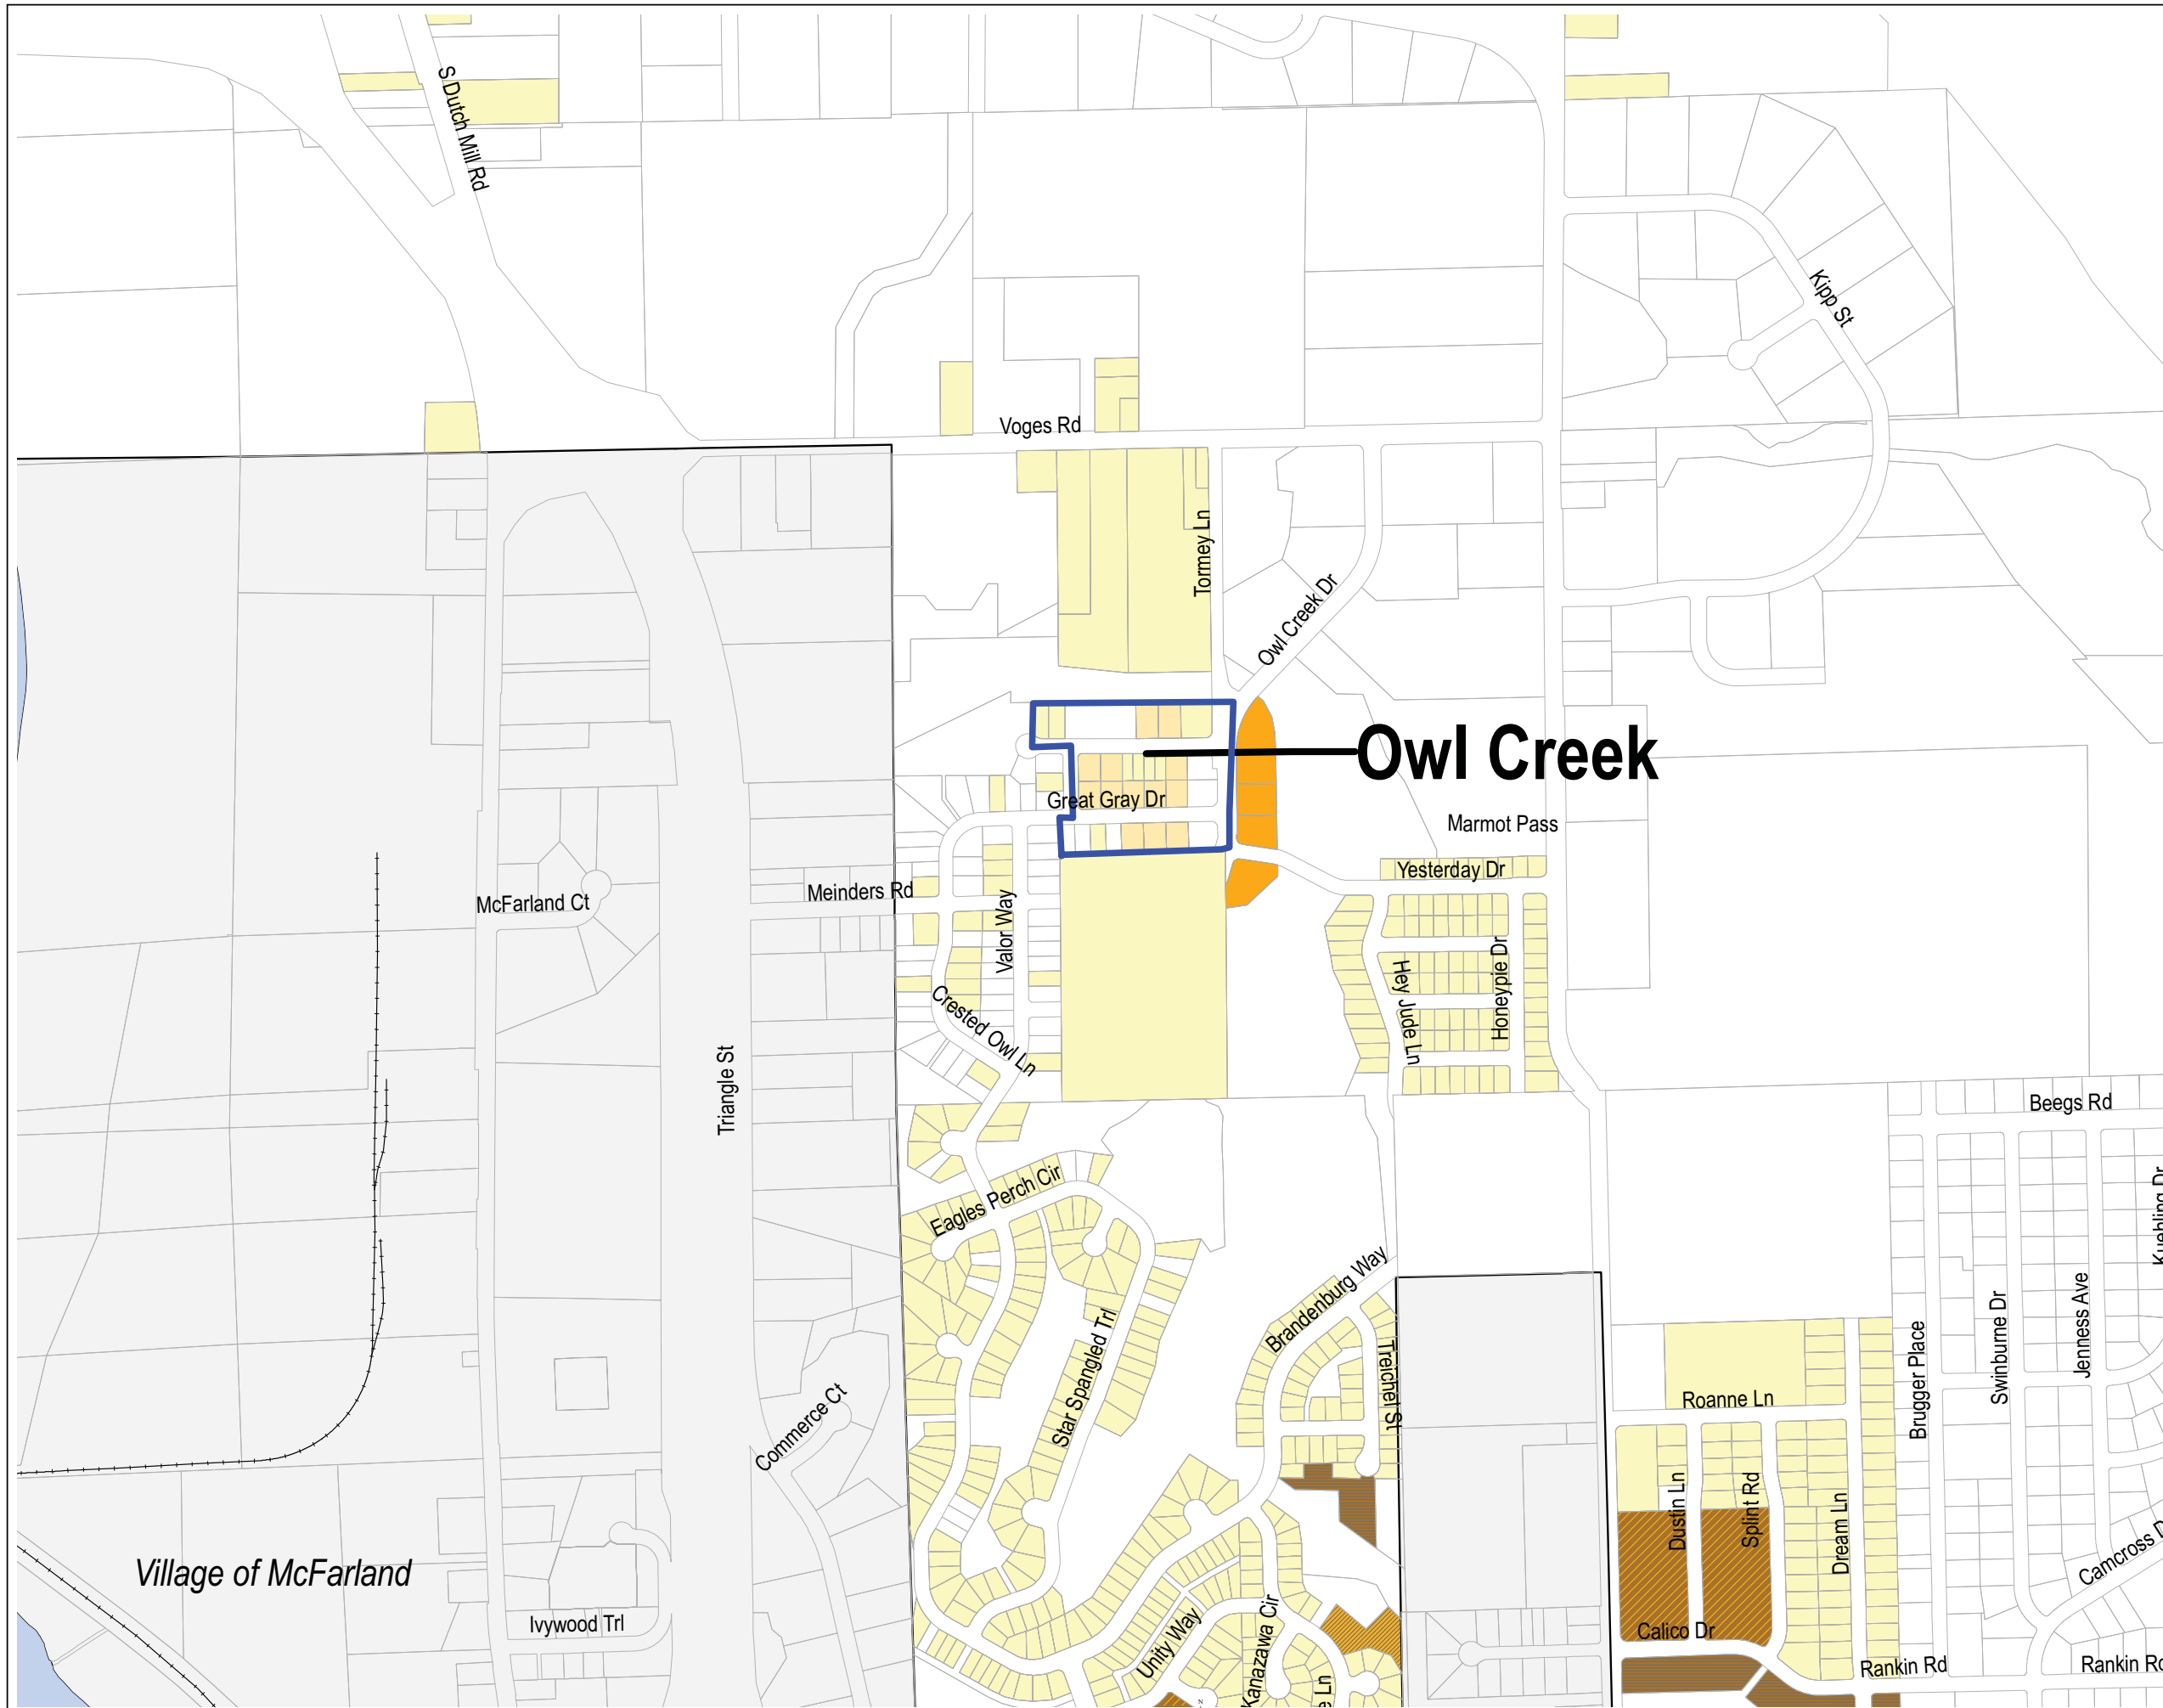 S Dutch Mill Rd
Kipp St
Voges Rd
Tormey Ln
Owl Creek Dr
Owl Creek
Great Gray Dr
Marmot Pass
Yesterday Dr
Meinders Rd
McFarland Ct
Valor Way
Hey Jude Ln
Honeypie Dr
Crested Owl Ln
Triangle St
Beegs Rd
Eagles Perch Cir
Kuehling Dr
Brandenburg Way
Star Spangled Trl
Treichel St
Brugger Place
Swinburne Dr
Jenness Ave
Roanne Ln
Commerce Ct
Dustin Ln
Splint Rd
Dream Ln
Camcross D
Village of McFarland
Ivywood Trl
Unity Way
Kanazawa Cir
e Ln
Calico Dr
Rankin Rd
Rankin Rd